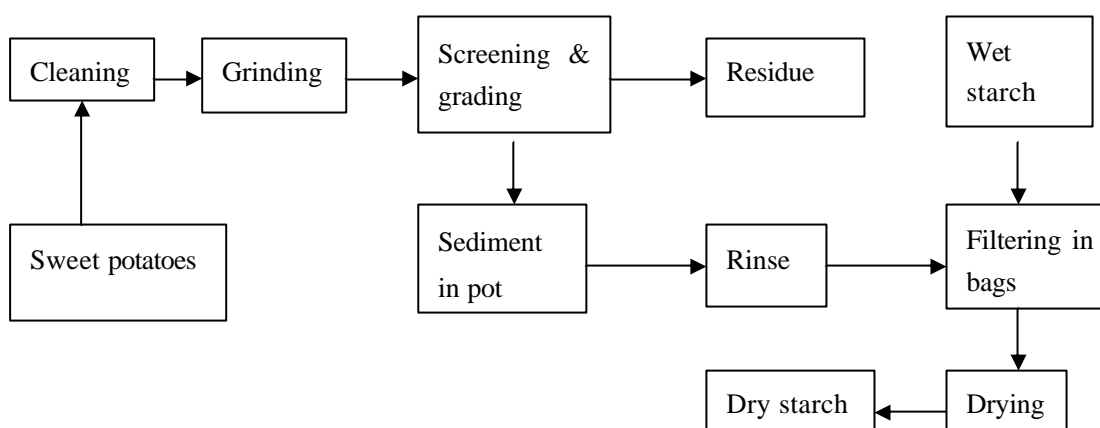 Cleaning
Grinding
Screening &
grading
Residue
Wet
starch
Sweet potatoes
Sediment
in pot
Rinse
Filtering in
bags
Dry starch
Drying